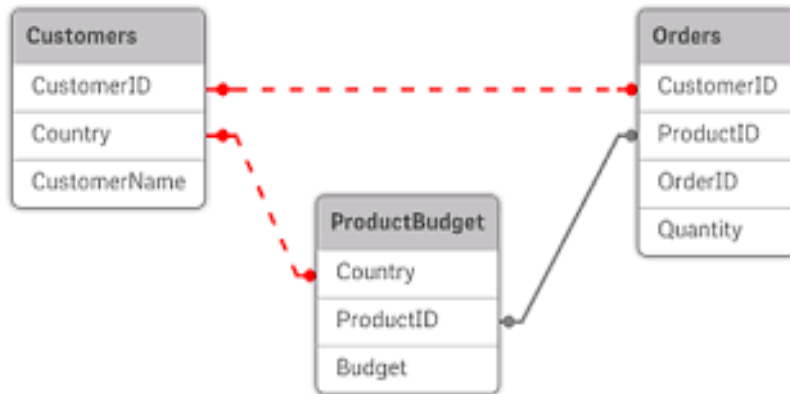 Customers
CustomerID
Country
CustomerName
ProductBudget
Country
ProductID
Budget
Orders
CustomerID
ProductID
OrderID
Quantity